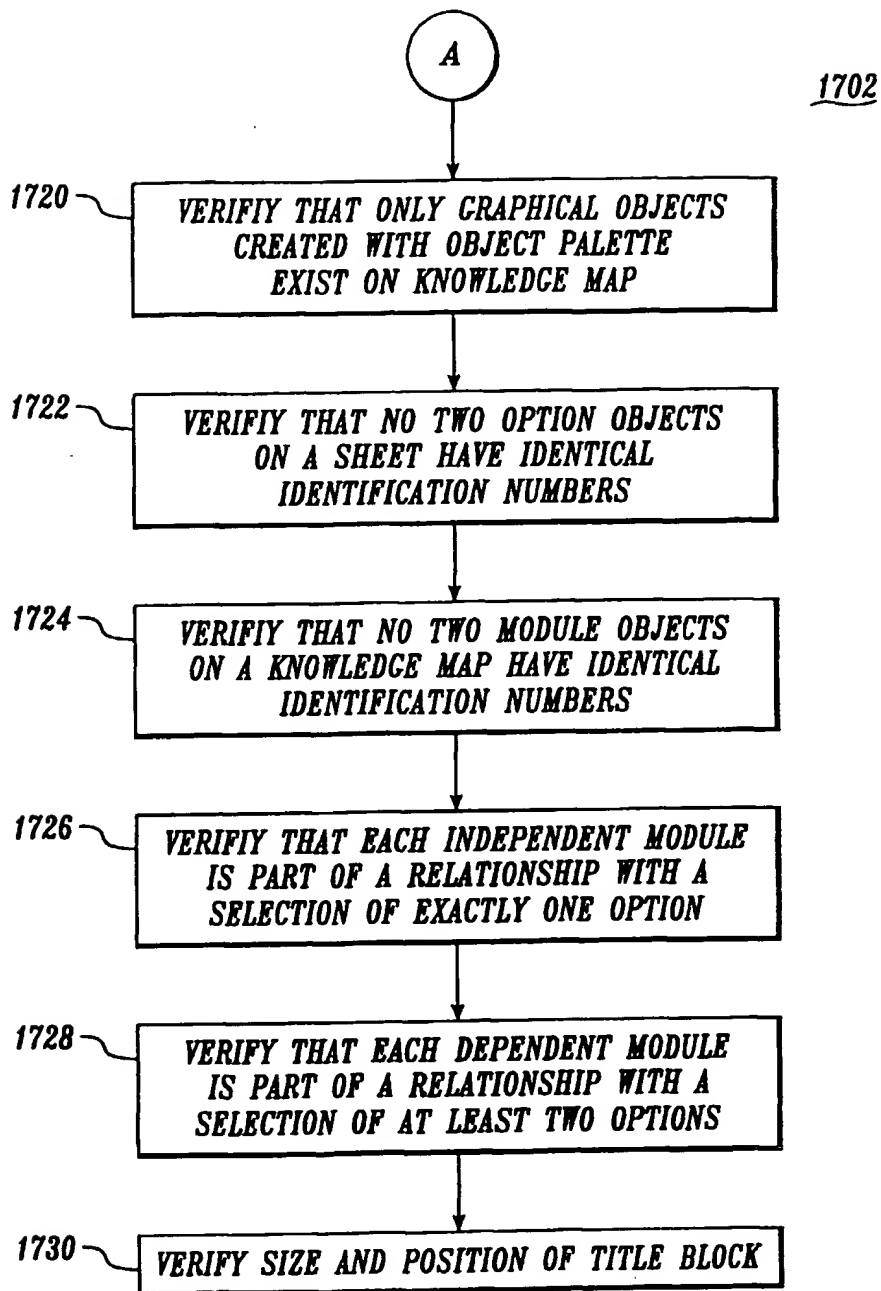 A
1702
1720
VERIFIY THAT ONLY GRAPHICAL OBJECTS
CREATED WITH OBJECT PALETTE
EXIST ON KNOWLEDGE MAP
1722
VERIFIY THAT NO TWO OPTION OBJECTS
ON A SHEET HAVE IDENTICAL
IDENTIFICATION NUMBERS
1724
VERIFIY THAT NO TWO MODULE OBJECTS
ON A KNOWLEDGE MAP HAVE IDENTICAL
IDENTIFICATION NUMBERS
1726
VERIFIY THAT EACH INDEPENDENT MODULE
IS PART OF A RELATIONSHIP WITH A
SELECTION OF EXACTLY ONE OPTION
1728
VERIFY THAT EACH DEPENDENT MODULE
IS PART OF A RELATIONSHIP WITH A
SELECTION OF AT LEAST TWO OPTIONS
1730
VERIFY SIZE AND POSITION OF TITLE BLOCK